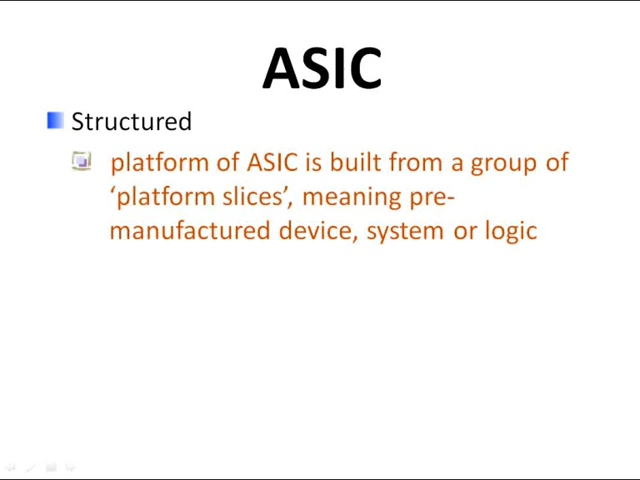 ASIC
Structured
platform of ASIC is built from a group of
‘platform slices’, meaning pre-
manufactured device, system or logic